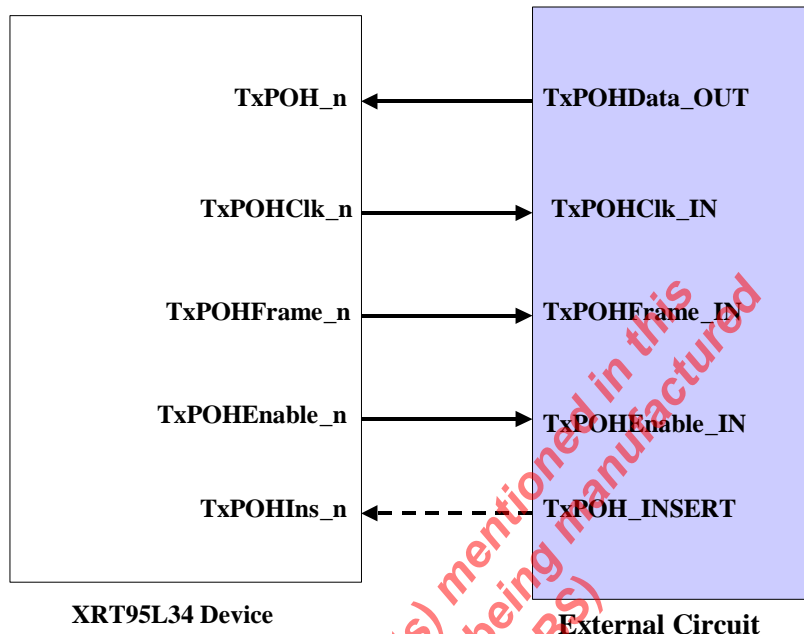 TxPOH_n TxPOHData_OUT
TxPOHClk_n TxPOHClk_IN
TxPOHFrame_n TxPOHFrame_IN
TxPOHEnable_n TxPOHEnable_IN
TxPOHIns_n TxPOH_INSERT
XRT95L34 Device External Circuit
mentioned in this
being manufactured